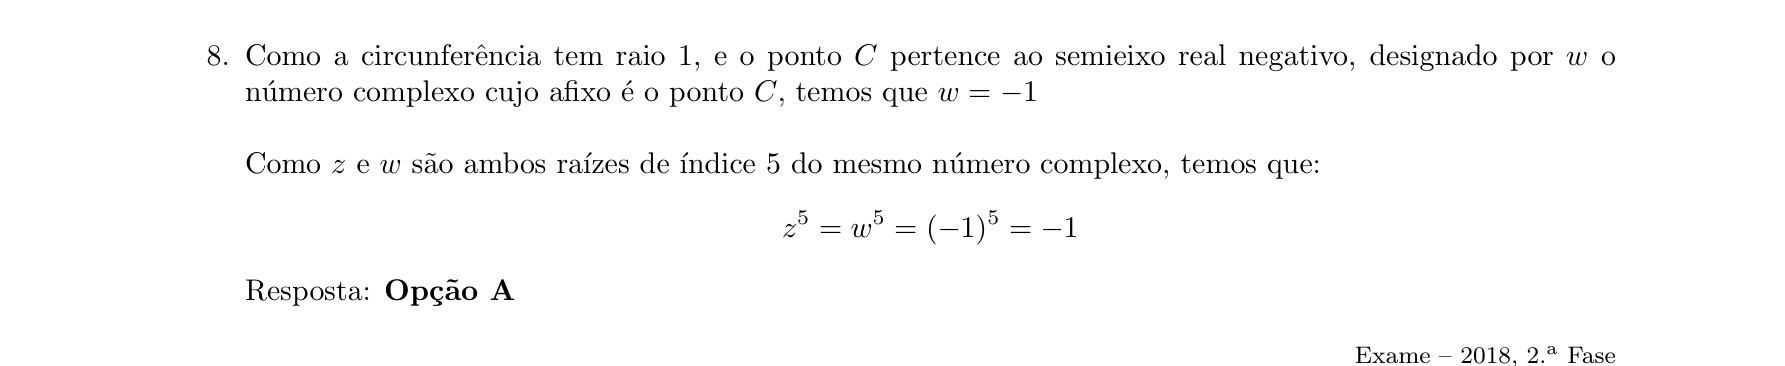 8. Como a circunferência tem raio 1, e o ponto C pertence ao semieixo real negativo, designado por w o
número complexo cujo afixo é o ponto C, temos que w = −1
Como z e w são ambos raízes de índice 5 do mesmo número complexo, temos que:
z⁵ = w⁵ = (−1)⁵ = −1
Resposta: Opção A
Exame – 2018, 2.ª Fase